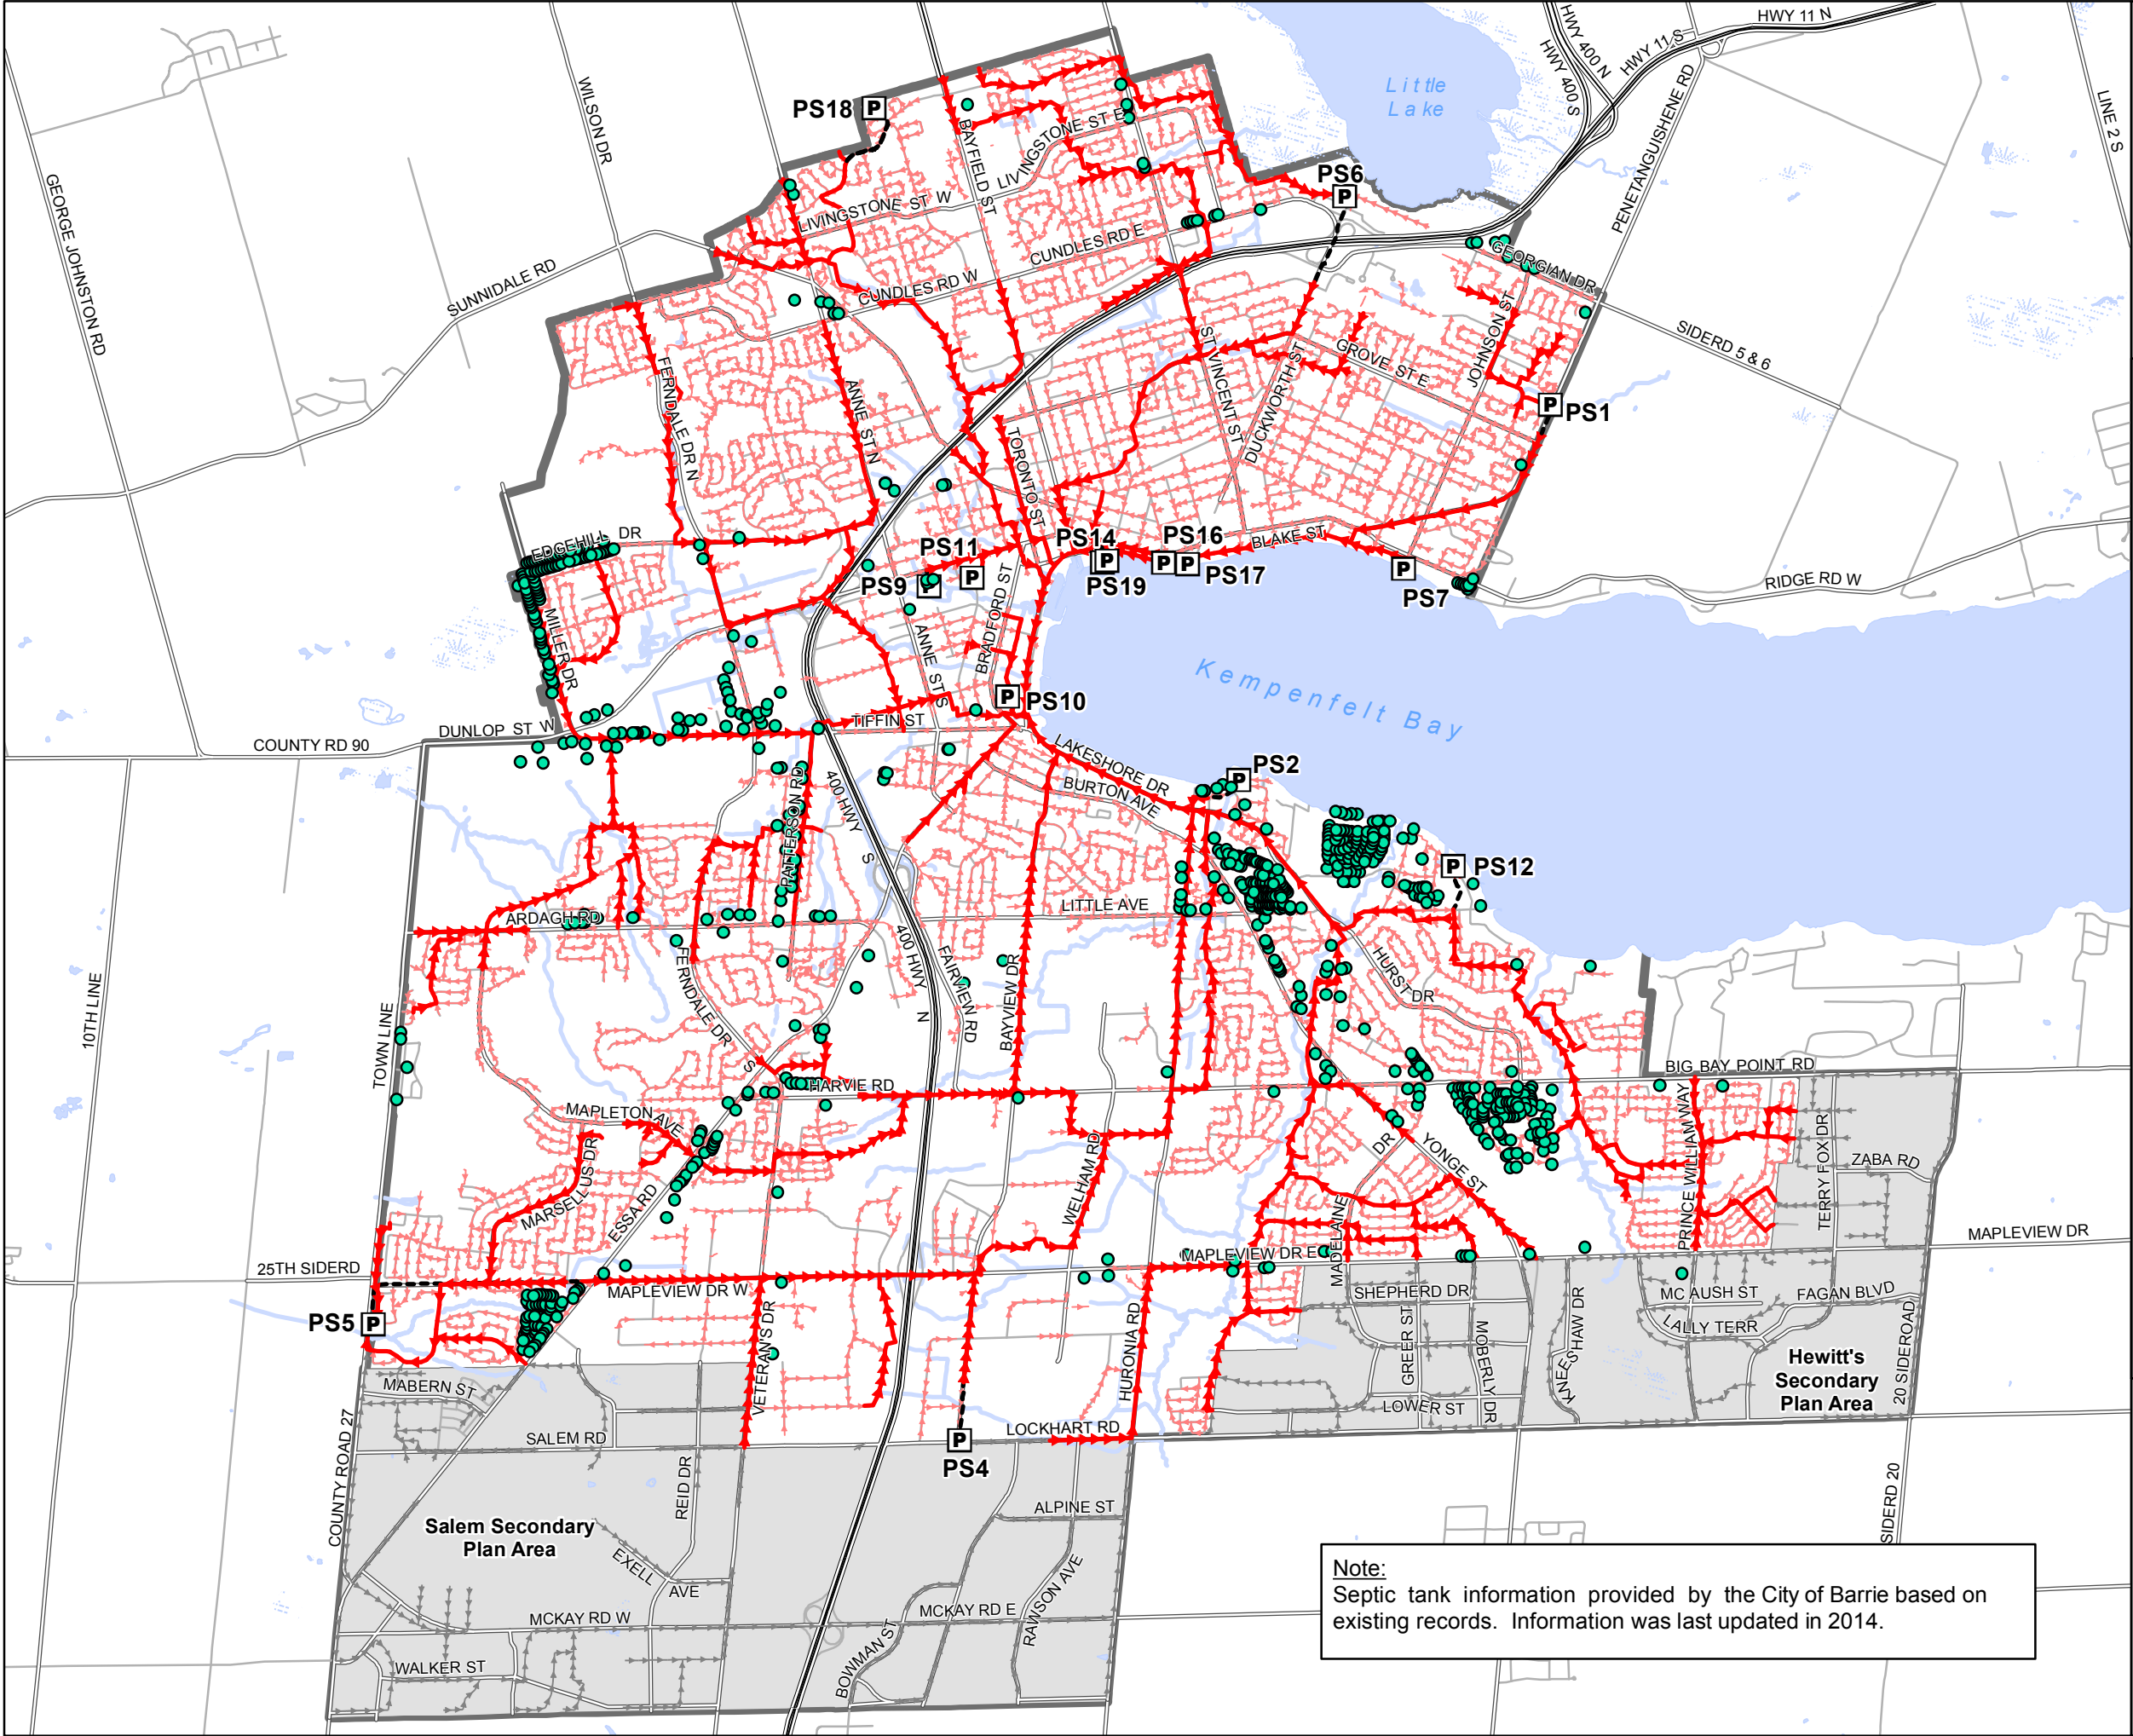 HWY 11 N
HWY 400 N
HWY 11 S
HWY 400 S
PENETANGUISHENE RD
LINE 2 S
Little
Lake
WILSON DR
GEORGE JOHNSTON RD
SUNNIDALE RD
PS18
P
BAYFIELD ST
LIVINGSTONE ST E
LIVINGSTONE ST W
PS6
P
CUNDLES RD E
CUNDLES RD W
GEORGIAN DR
SIDERD 5 & 6
JOHNSON ST
GROVE ST E
ST VINCENT ST
DUCKWORTH ST
FERNDALE DR N
ANNE ST N
TORONTO ST
P
PS1
EDGEHILL DR
PS11
P
PS9
P
PS14
P
PS19
PS16
P
P
PS17
BLAKE ST
P
PS7
RIDGE RD W
MILLER DR
ANNE ST S
BRADFORD ST
P
PS10
Kempenfelt Bay
DUNLOP ST W
COUNTY RD 90
TIFFIN ST
LAKESHORE DR
BURTON AVE
P
PS2
PATTERSON RD
400 HWY S
P
PS12
ARDAGH RD
LITTLE AVE
400 HWY N
FAIRVIEW RD
BAYVIEW DR
HURST DR
10TH LINE
TOWN LINE
FERNDALE DR S
HARVIE RD
BIG BAY POINT RD
MAPLETON AVE
MARSELLUS DR
ESSA RD
WELHAM RD
YONGE ST
PRINCE WILLIAM WAY
TERRY FOX DR
ZABA RD
MADELAINE DR
MAPLEVIEW DR
MAPLEVIEW DR E
25TH SIDERD
MAPLEVIEW DR W
PS5
P
SHEPHERD DR
MC AUSH ST
FAGAN BLVD
LALLY TERR
GREER ST
MOBERLY DR
KNEESHAW DR
HURONIA RD
VETERAN'S DR
Hewitt's
Secondary
Plan Area
20 SIDEROAD
MABERN ST
LOWER ST
SALEM RD
LOCKHART RD
P
PS4
COUNTY ROAD 27
REID DR
ALPINE ST
SIDERD 20
Salem Secondary
Plan Area
EXELL AVE
RAWSON AVE
MCKAY RD W
MCKAY RD E
BOWMAN ST
WALKER ST
Note:
Septic tank information provided by the City of Barrie based on
existing records. Information was last updated in 2014.